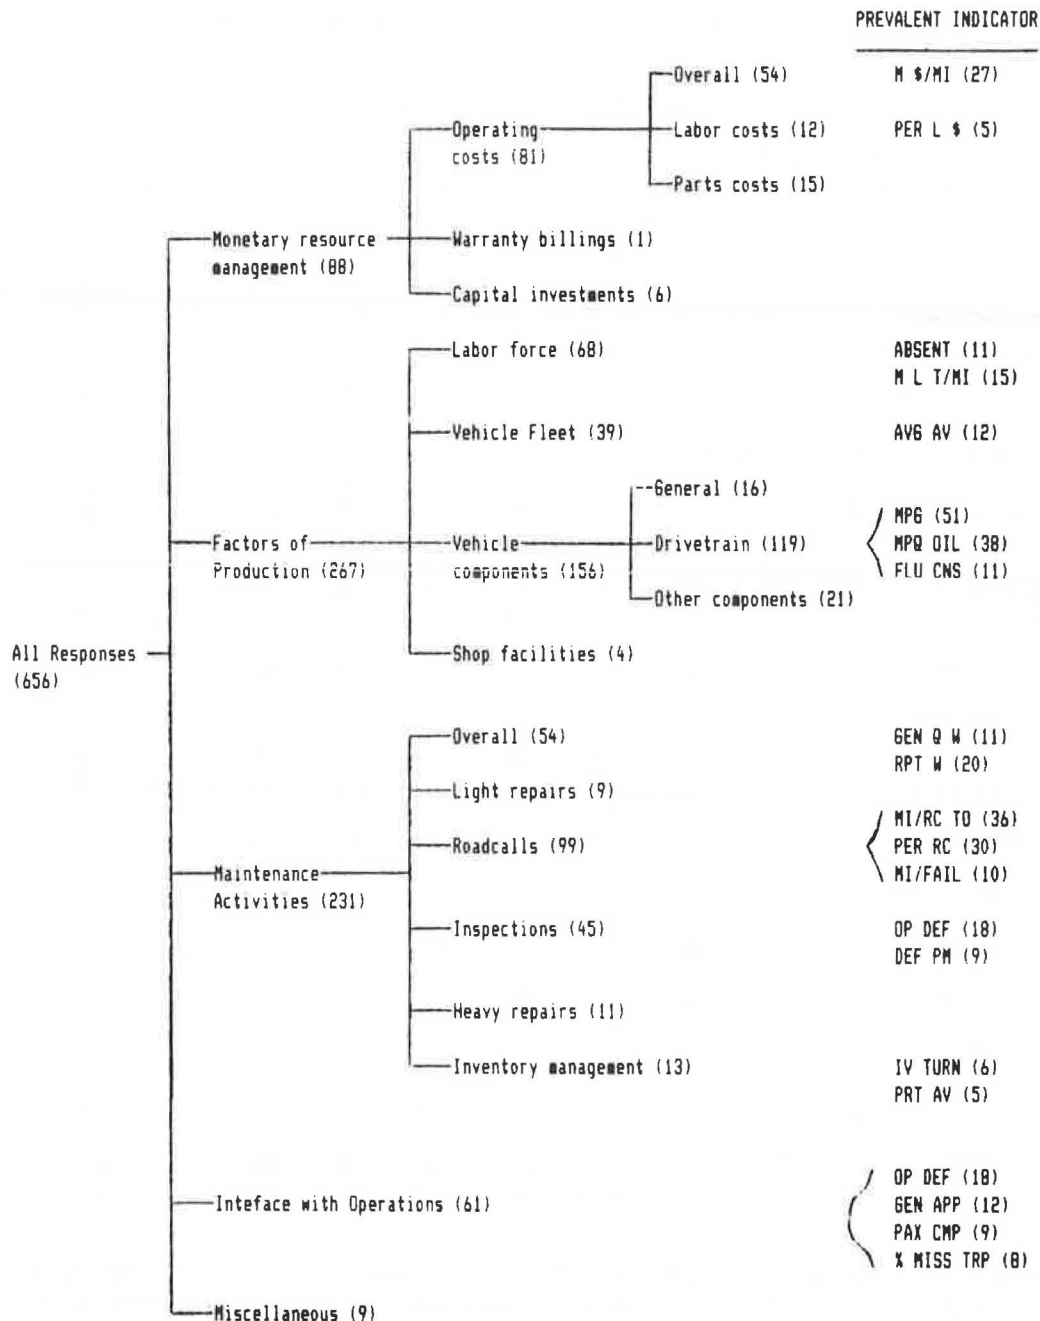 PREVALENT INDICATOR
Overall (54) M $/MI (27)
Operating costs (81)
Labor costs (12) PER L $ (5)
Parts costs (15)
Monetary resource management (88)
Warranty billings (1)
Capital investments (6)
Labor force (68) ABSENT (11)
M L T/MI (15)
Vehicle Fleet (39) AVG AV (12)
General (16)
Factors of Production (267)
Vehicle components (156)
Drivetrain (119)
MPG (51)
MPQ OIL (38)
FLU CNS (11)
Other components (21)
Shop facilities (4)
All Responses
(656)
Overall (54) GEN Q W (11)
RPT W (20)
Light repairs (9)
Roadcalls (99)
MI/RC TO (36)
PER RC (30)
MI/FAIL (10)
Maintenance
Activities (231)
Inspections (45) OP DEF (18)
DEF PM (9)
Heavy repairs (11)
Inventory management (13) IV TURN (6)
PRT AV (5)
Inteface with Operations (61)
OP DEF (18)
GEN APP (12)
PAX CMP (9)
% MISS TRP (8)
Miscellaneous (9)